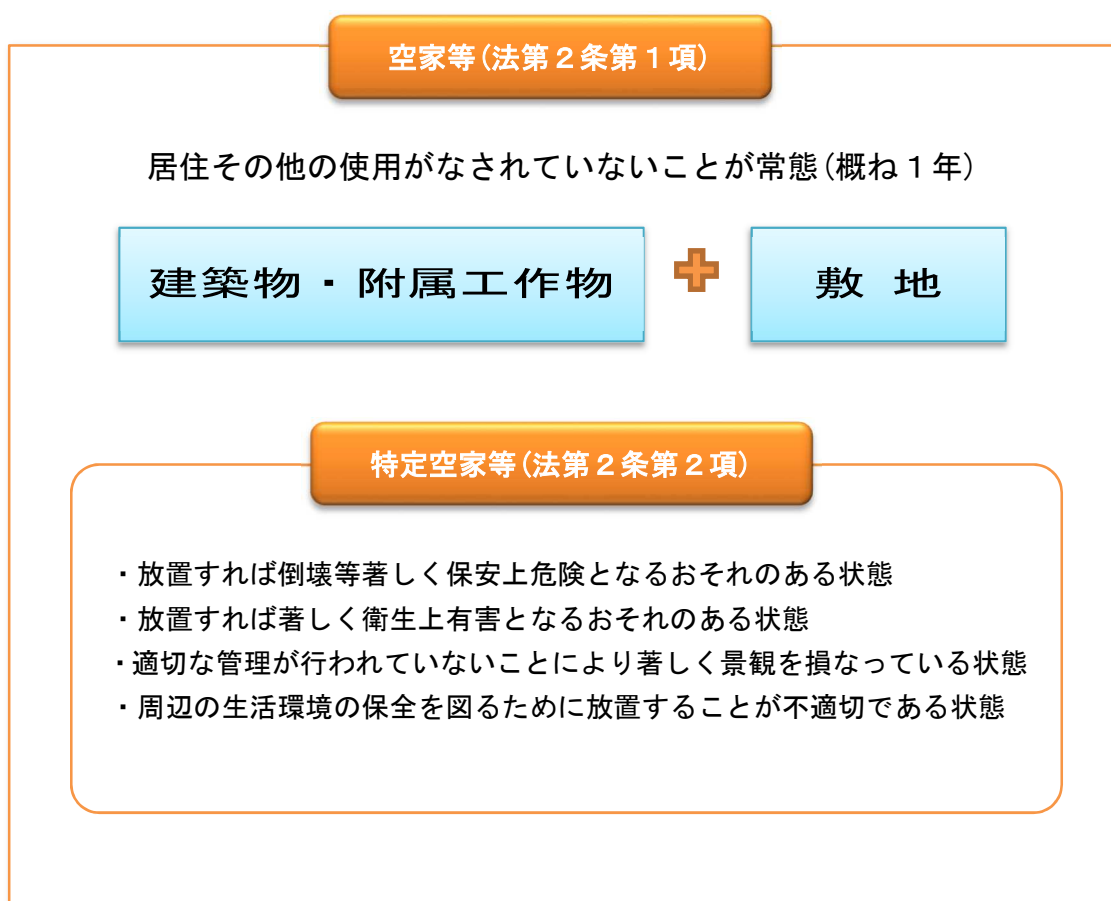 空家等(法第２条第１項)
居住その他の使用がなされていないことが常態(概ね１年)
建築物・附属工作物
敷 地
特定空家等(法第２条第２項)
・放置すれば倒壊等著しく保安上危険となるおそれのある状態
・放置すれば著しく衛生上有害となるおそれのある状態
・適切な管理が行われていないことにより著しく景観を損なっている状態
・周辺の生活環境の保全を図るために放置することが不適切である状態